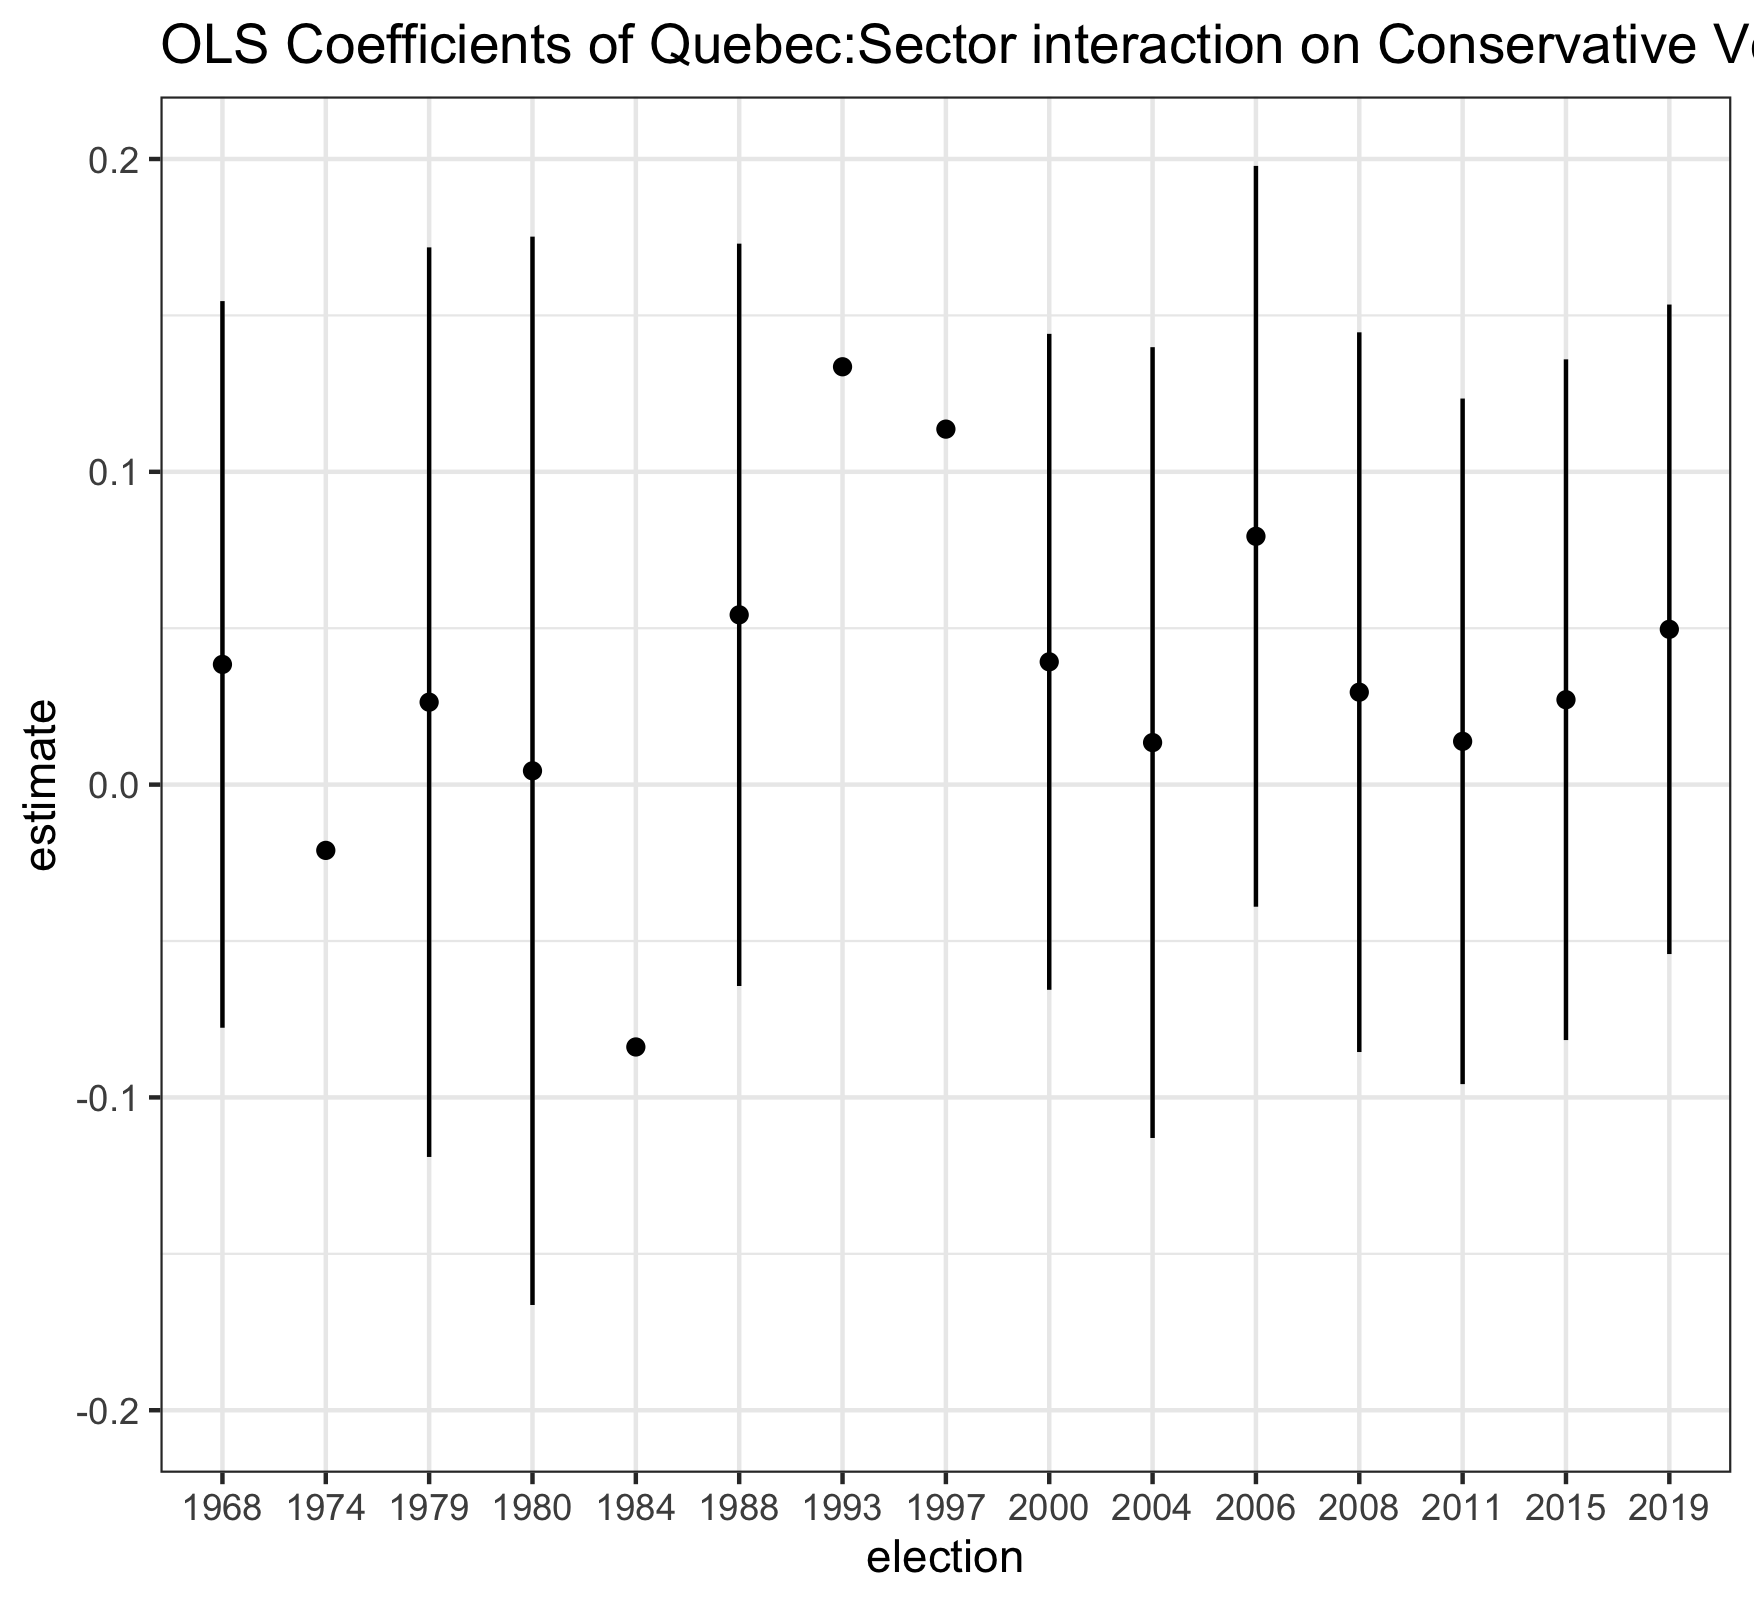 OLS Coefficients of Quebec:Sector interaction on Conservative
0.2
0.1
0.0
-0.1
-0.2
estimate
1968 1974 1979 1980 1984 1988 1993 1997 2000 2004 2006 2008 2011 2015 2019
election